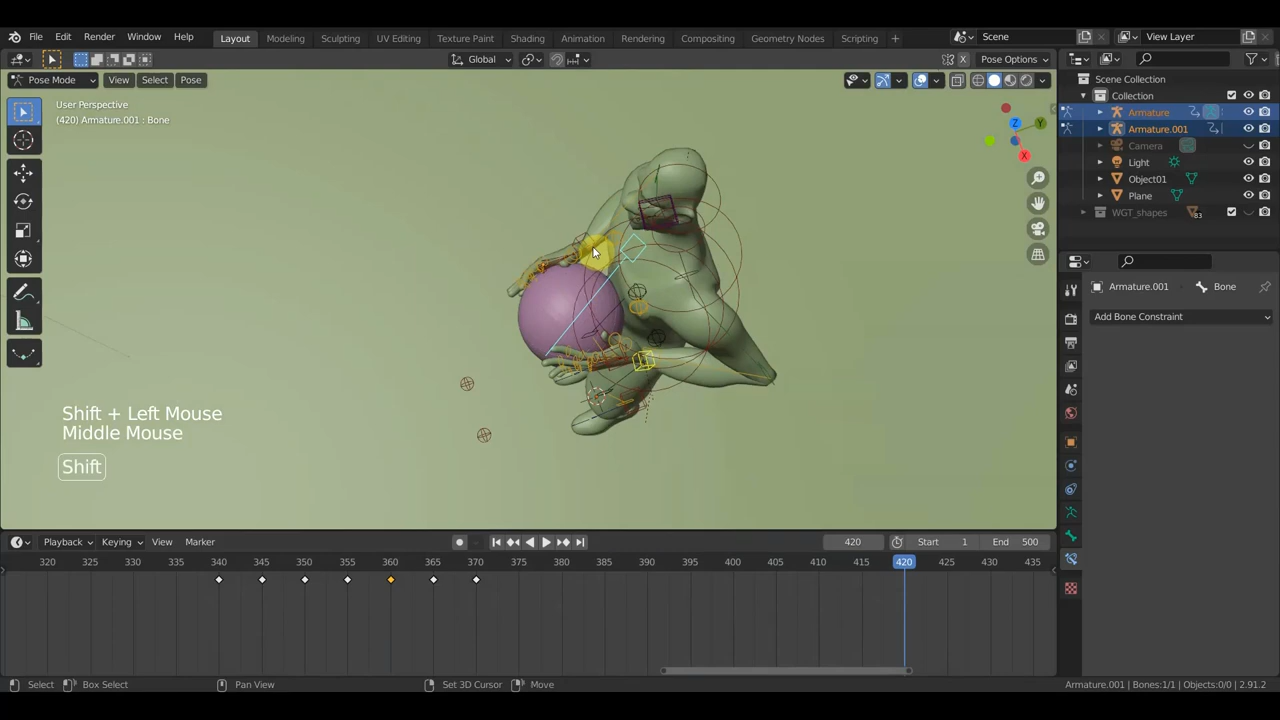 File Edit Render Window Help Layout Modeling Sculpting UV Editing Texture Paint Shading Animation Rendering Compositing Geometry Nodes Scripting + Scene View Layer
Global Pose Options
Pose Mode View Select Pose
User Perspective
(420) Armature.001 : Bone
Z
Y
X
Scene Collection
Collection
Armature
Armature.001
Camera
Light
Object01
Plane
WGT_shapes 83
Armature.001 > Bone
Add Bone Constraint
Shift + Left Mouse
Middle Mouse
Shift
Playback Keying View Marker 420 Start 1 End 500
320 325 330 335 340 345 350 355 360 365 370 375 380 385 390 395 400 405 410 415 420 425 430 435
Select Box Select Pan View Set 3D Cursor Move Armature.001 | Bones:1/1 | Objects:0/0 | 2.91.2